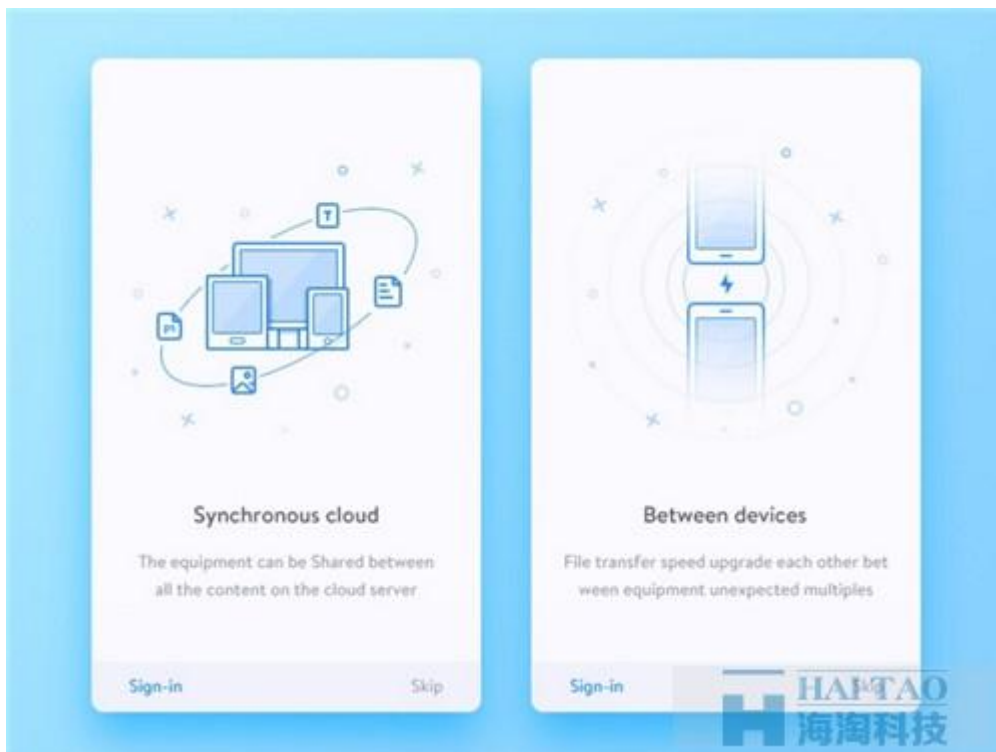 T
Synchronous cloud
The equipment can be Shared between
all the content on the cloud server
Sign-in
Skip
Between devices
File transfer speed upgrade each other bet
ween equipment unexpected multiples
Sign-in
HAITAO
海淘科技